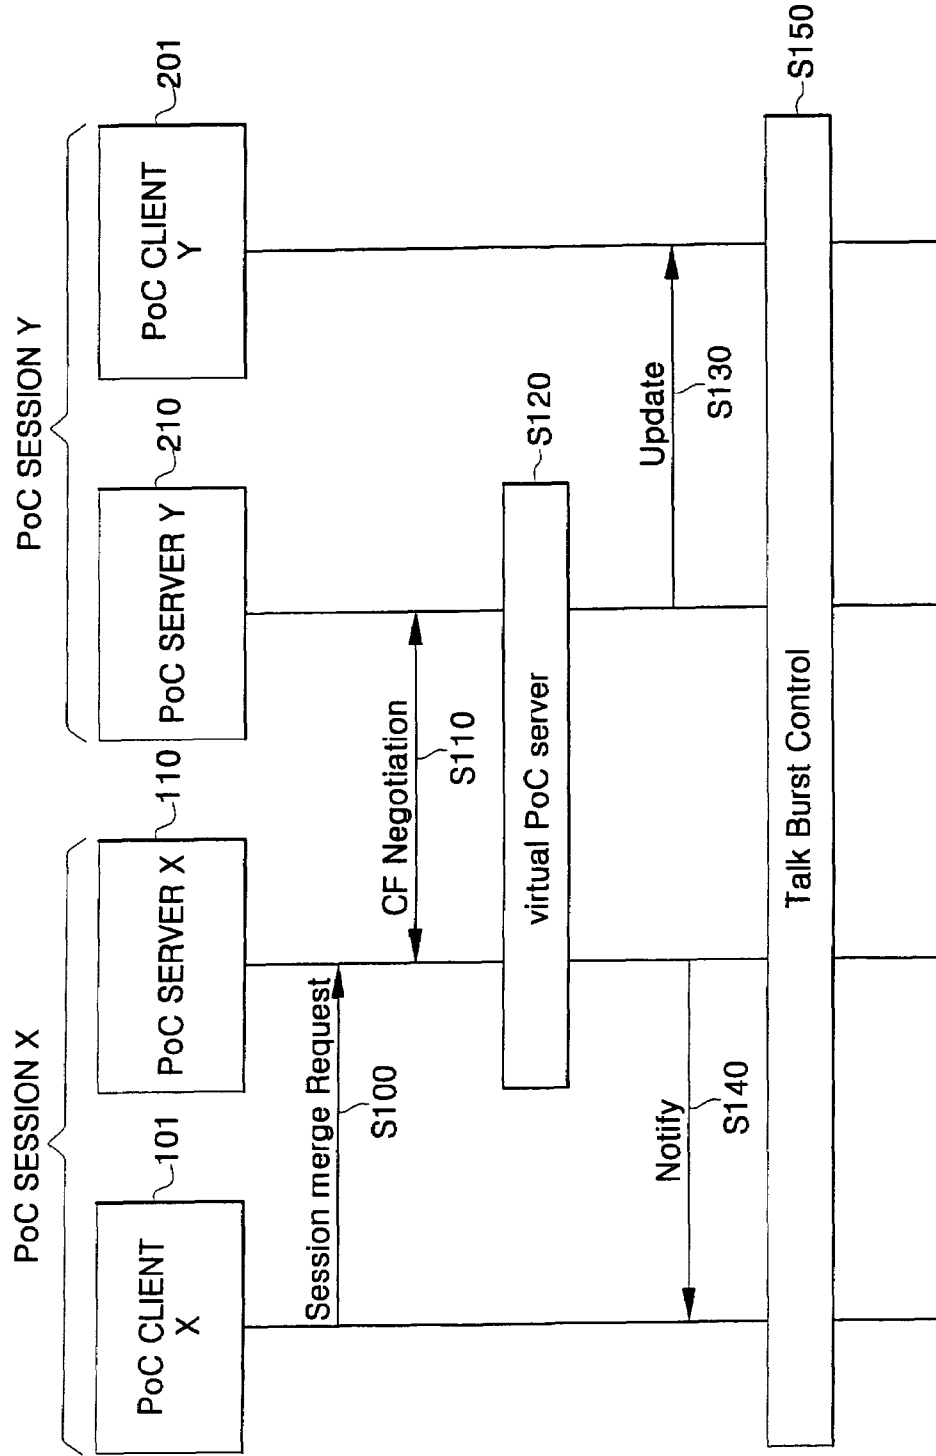 PoC SESSION X
PoC SESSION Y
101
110
210
201
PoC CLIENT
X
PoC SERVER X
PoC SERVER Y
PoC CLIENT
Y
Session merge Request
S100
CF Negotiation
S110
virtual PoC server
S120
Update
S130
Notify
S140
Talk Burst Control
S150